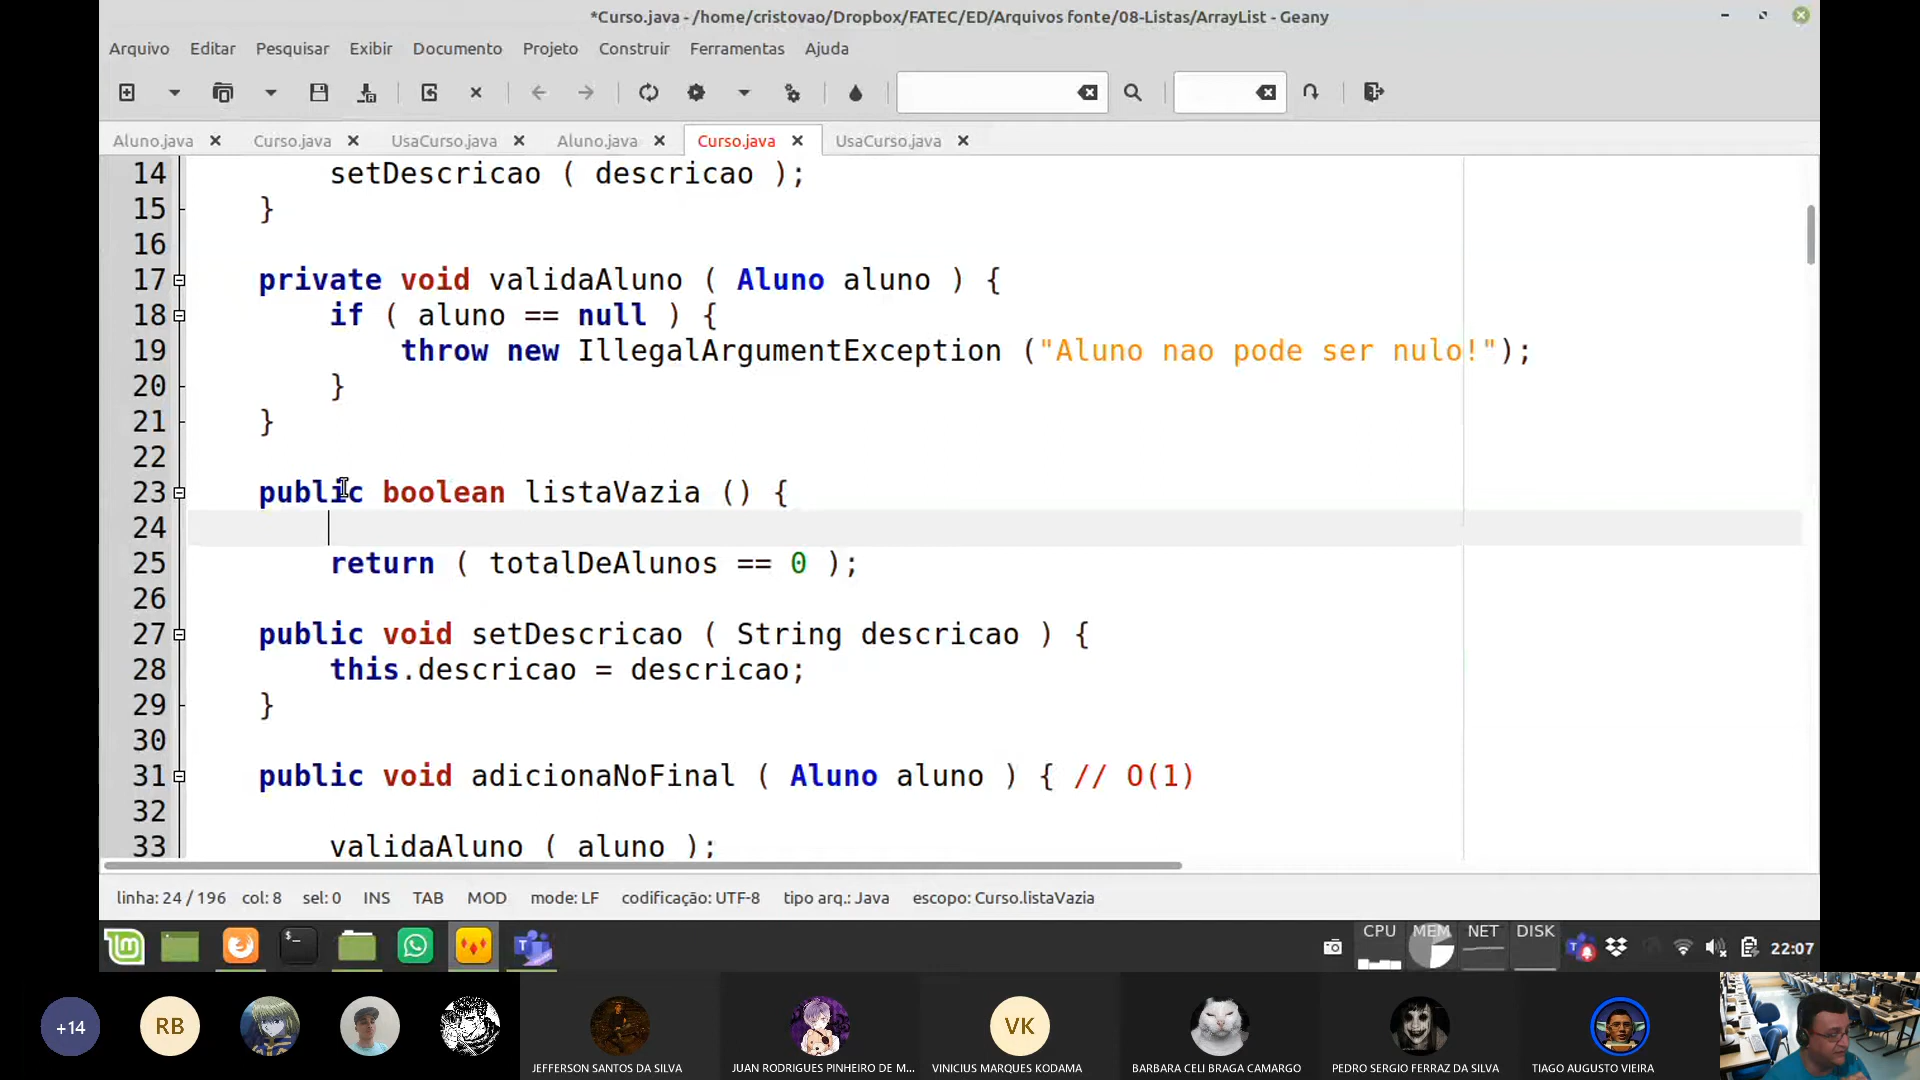 *Curso.java - /home/cristovao/Dropbox/FATEC/ED/Arquivos fonte/08-Listas/ArrayList - Geany
Arquivo Editar Pesquisar Exibir Documento Projeto Construir Ferramentas Ajuda
Aluno.java Curso.java UsaCurso.java Aluno.java Curso.java UsaCurso.java
14 setDescricao ( descricao );
15 }
16
17 private void validaAluno ( Aluno aluno ) {
18 if ( aluno == null ) {
19 throw new IllegalArgumentException ("Aluno nao pode ser nulo!");
20 }
21 }
22
23 public boolean listaVazia () {
24
25 return ( totalDeAlunos == 0 );
26
27 public void setDescricao ( String descricao ) {
28 this.descricao = descricao;
29 }
30
31 public void adicionaNoFinal ( Aluno aluno ) { // O(1)
32
33 validaAluno ( aluno );
linha: 24 / 196 col: 8 sel: 0 INS TAB MOD mode: LF codificação: UTF-8 tipo arq.: Java escopo: Curso.listaVazia
CPU MEM NET DISK 22:07
+14 RB VK
JEFFERSON SANTOS DA SILVA JUAN RODRIGUES PINHEIRO DE M... VINICIUS MARQUES KODAMA BARBARA CELI BRAGA CAMARGO PEDRO SERGIO FERRAZ DA SILVA TIAGO AUGUSTO VIEIRA